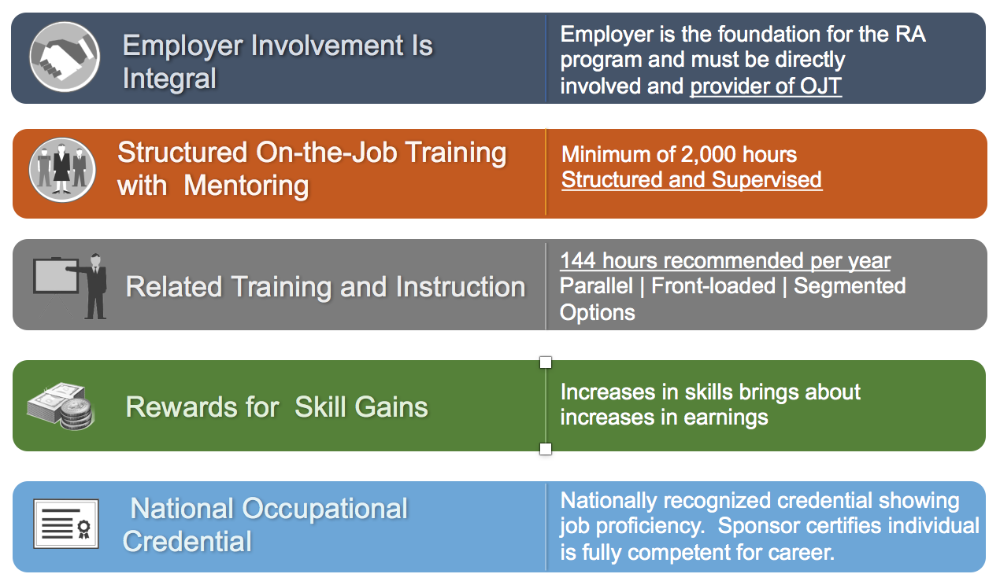 Employer Involvement Is
Integral
Employer is the foundation for the RA
program and must be directly
involved and provider of OJT
Structured On-the-Job Training
with  Mentoring
Minimum of 2,000 hours
Structured and Supervised
Related Training and Instruction
144 hours recommended per year
Parallel | Front-loaded | Segmented
Options
Rewards for  Skill Gains
Increases in skills brings about
increases in earnings
National Occupational
Credential
Nationally recognized credential showing
job proficiency.  Sponsor certifies individual
is fully competent for career.